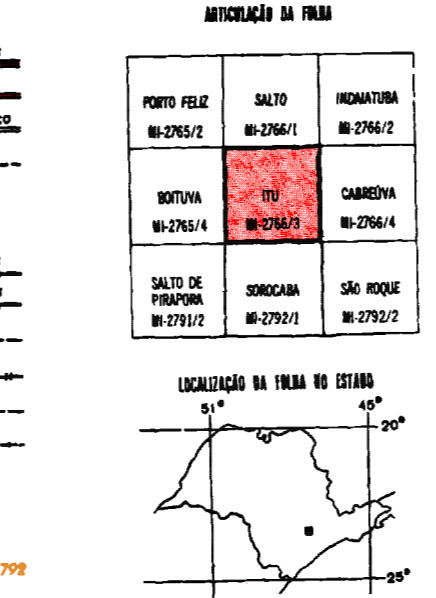 ARTICULAÇÃO DA FOLHA
PORTO FELIZ
MI-2765/2
SALTO
MI-2766/1
INDAIATUBA
MI-2766/2
BOITUVA
MI-2765/4
ITU
MI-2766/3
CABREÚVA
MI-2766/4
SALTO DE
PIRAPORA
MI-2791/2
SOROCABA
MI-2792/1
SÃO ROQUE
MI-2792/2
LOCALIZAÇÃO DA FOLHA NO ESTADO
51°
45°
20°
25°
792